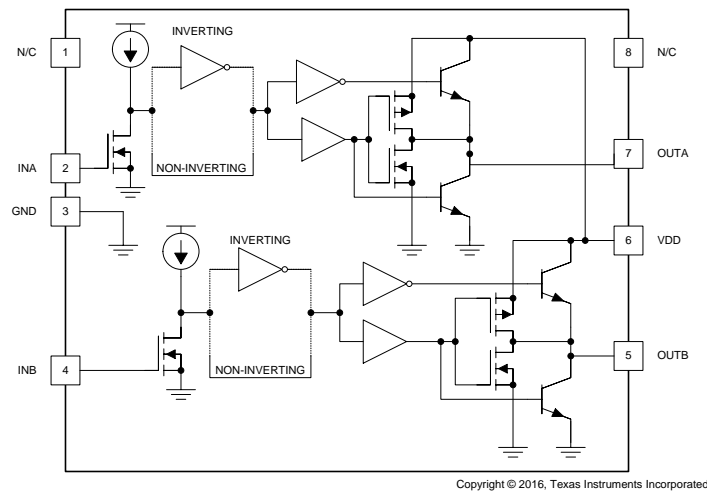 INVERTING
N/C 1
8 N/C
INA 2
NON-INVERTING
7 OUTA
GND 3
INVERTING
6 VDD
INB 4
NON-INVERTING
5 OUTB
Copyright © 2016, Texas Instruments Incorporated